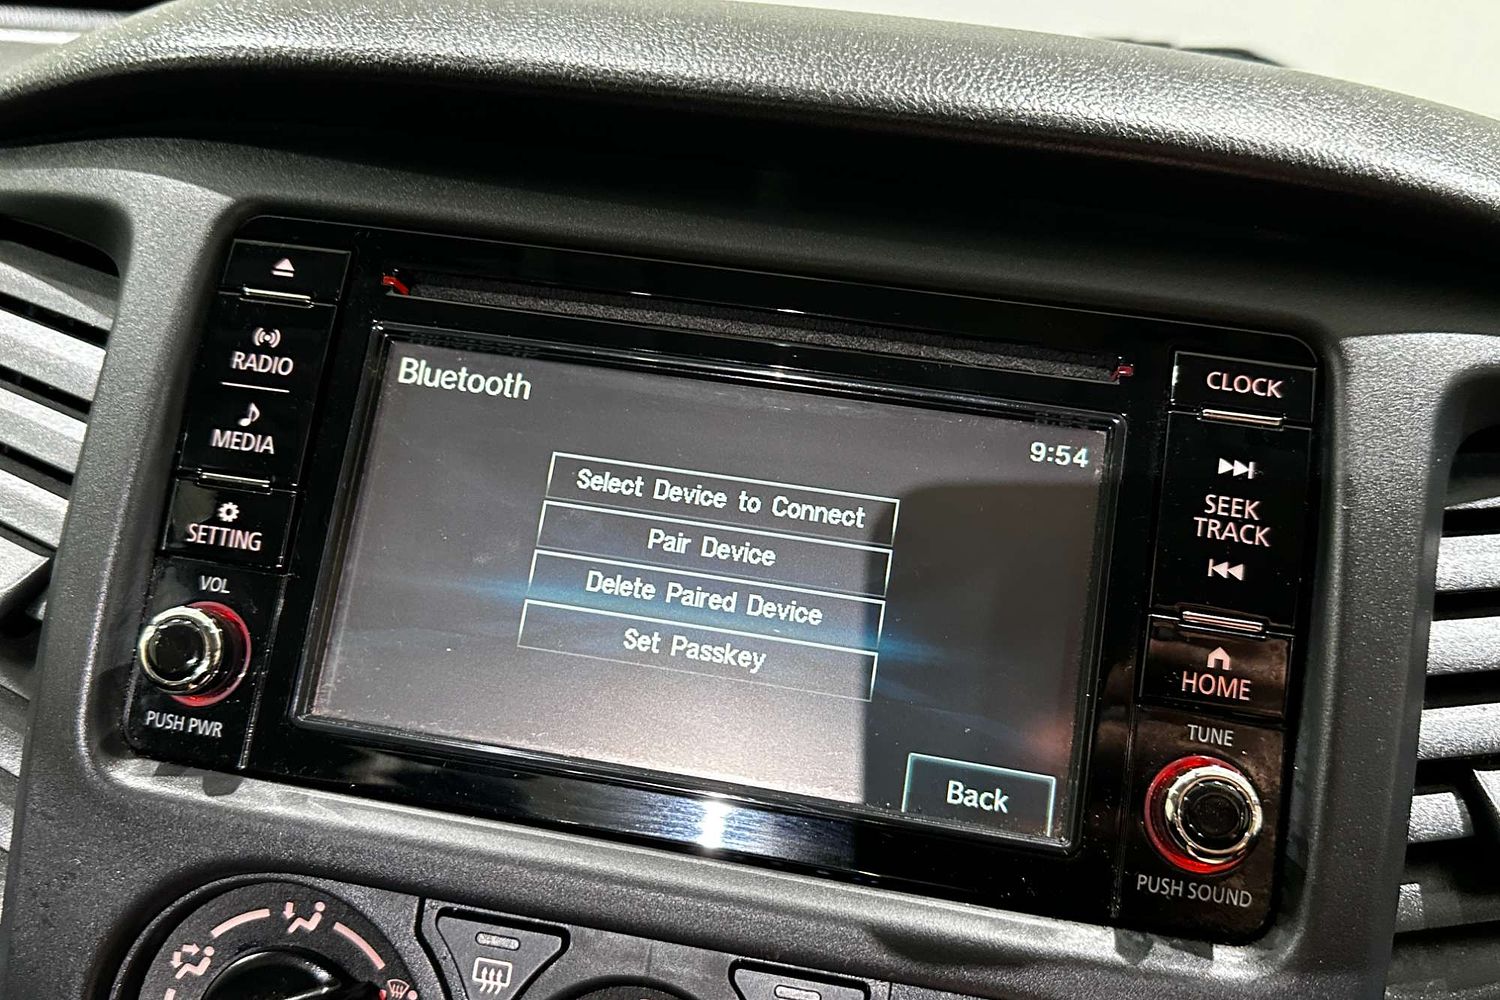 RADIO
MEDIA
SETTING
VOL
PUSH PWR
Bluetooth
9:54
Select Device to Connect
Pair Device
Delete Paired Device
Set Passkey
Back
CLOCK
SEEK
TRACK
HOME
TUNE
PUSH SOUND